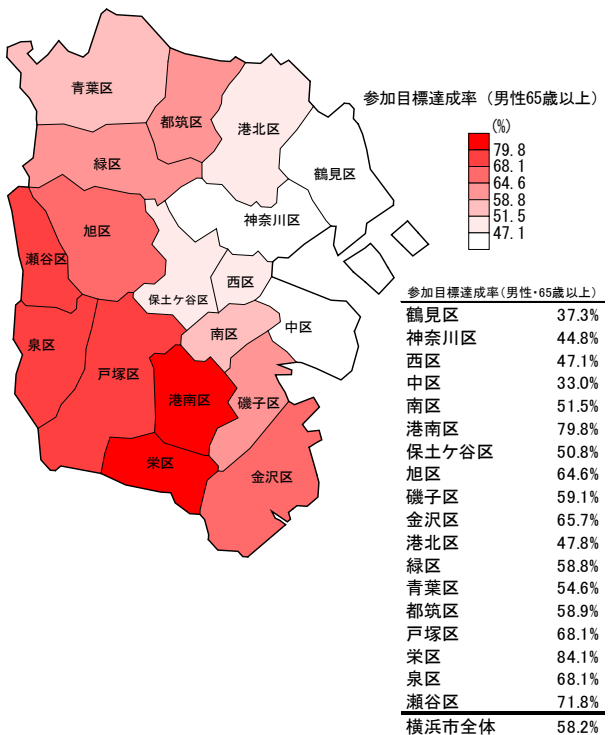 青葉区
都筑区
港北区
鶴見区
緑区
神奈川区
旭区
瀬谷区
西区
保土ケ谷区
中区
南区
泉区
戸塚区
港南区
磯子区
栄区
金沢区
参加目標達成率（男性65歳以上）
(%)
79.8
68.1
64.6
58.8
51.5
47.1
参加目標達成率（男性・65歳以上）
鶴見区 37.3%
神奈川区 44.8%
西区 47.1%
中区 33.0%
南区 51.5%
港南区 79.8%
保土ケ谷区 50.8%
旭区 64.6%
磯子区 59.1%
金沢区 65.7%
港北区 47.8%
緑区 58.8%
青葉区 54.6%
都筑区 58.9%
戸塚区 68.1%
栄区 84.1%
泉区 68.1%
瀬谷区 71.8%
横浜市全体 58.2%